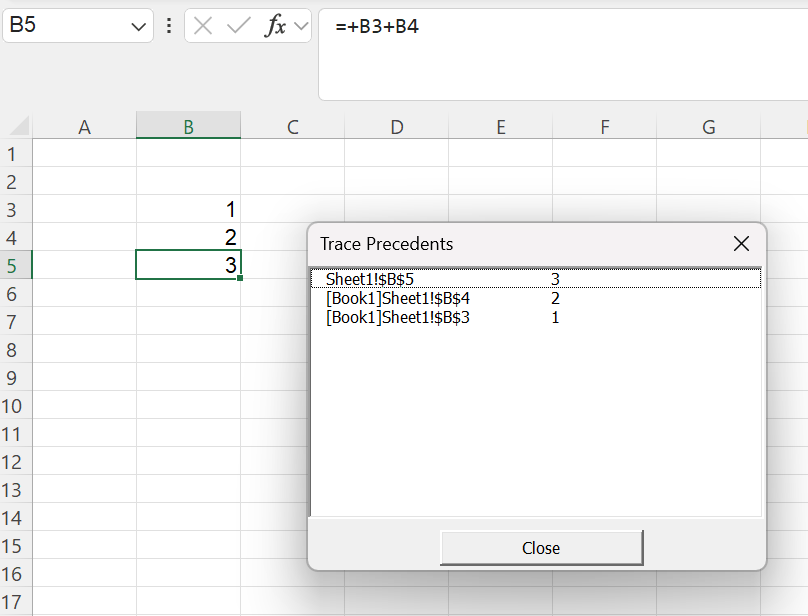 B5 fx =+B3+B4
A B C D E F G
1
2
3 1
4 2
5 3
6
7
8
9
10
11
12
13
14
15
16
17
Trace Precedents
Sheet1!$B$5 3
[Book1]Sheet1!$B$4 2
[Book1]Sheet1!$B$3 1
Close